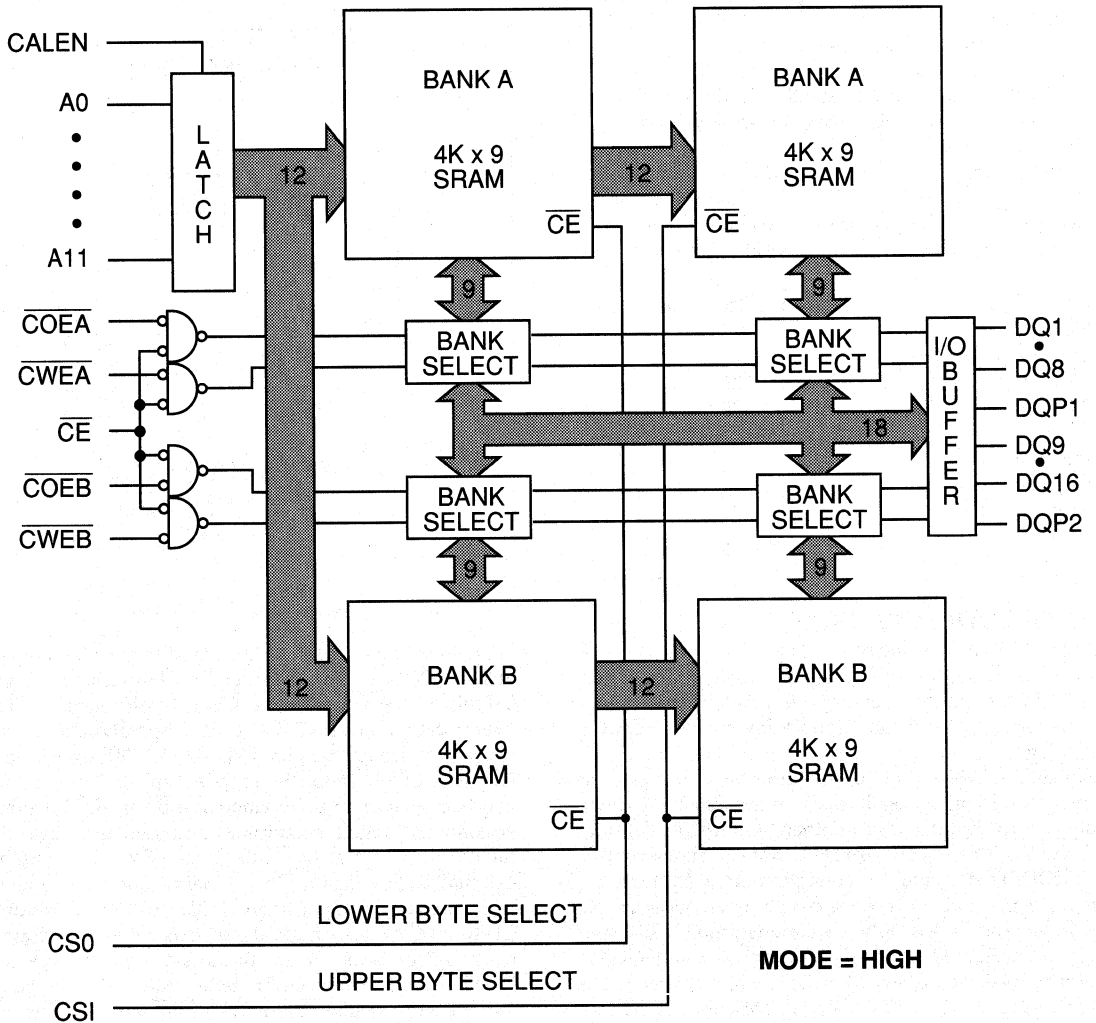 CALEN
A0
A11
LATCH
BANK A
4K x 9
SRAM
CE
12
12
BANK A
4K x 9
SRAM
CE
9
9
COEA
CWEA
CE
COEB
CWEB
BANK
SELECT
BANK
SELECT
18
BANK
SELECT
BANK
SELECT
I/O
BUFFER
DQ1
DQ8
DQP1
DQ9
DQ16
DQP2
9
9
12
BANK B
4K x 9
SRAM
CE
12
BANK B
4K x 9
SRAM
CE
LOWER BYTE SELECT
CS0
UPPER BYTE SELECT
CSI
MODE = HIGH